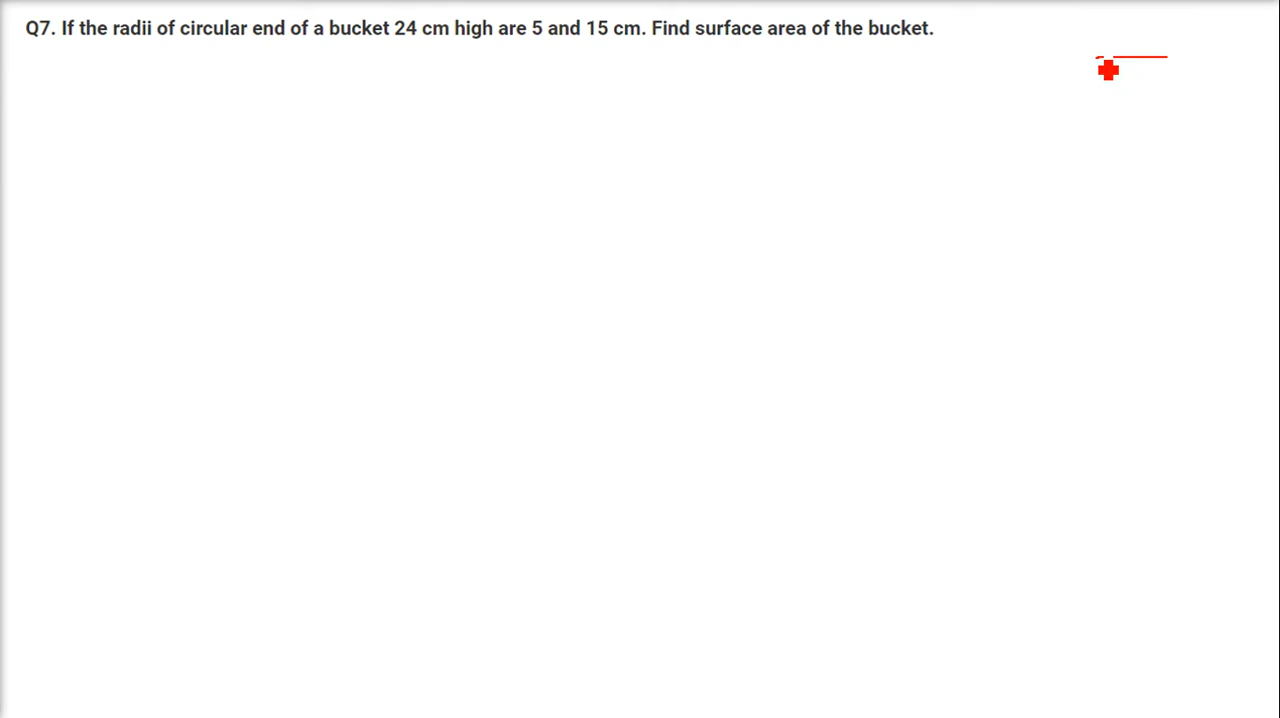 Q7. If the radii of circular end of a bucket 24 cm high are 5 and 15 cm. Find surface area of the bucket.